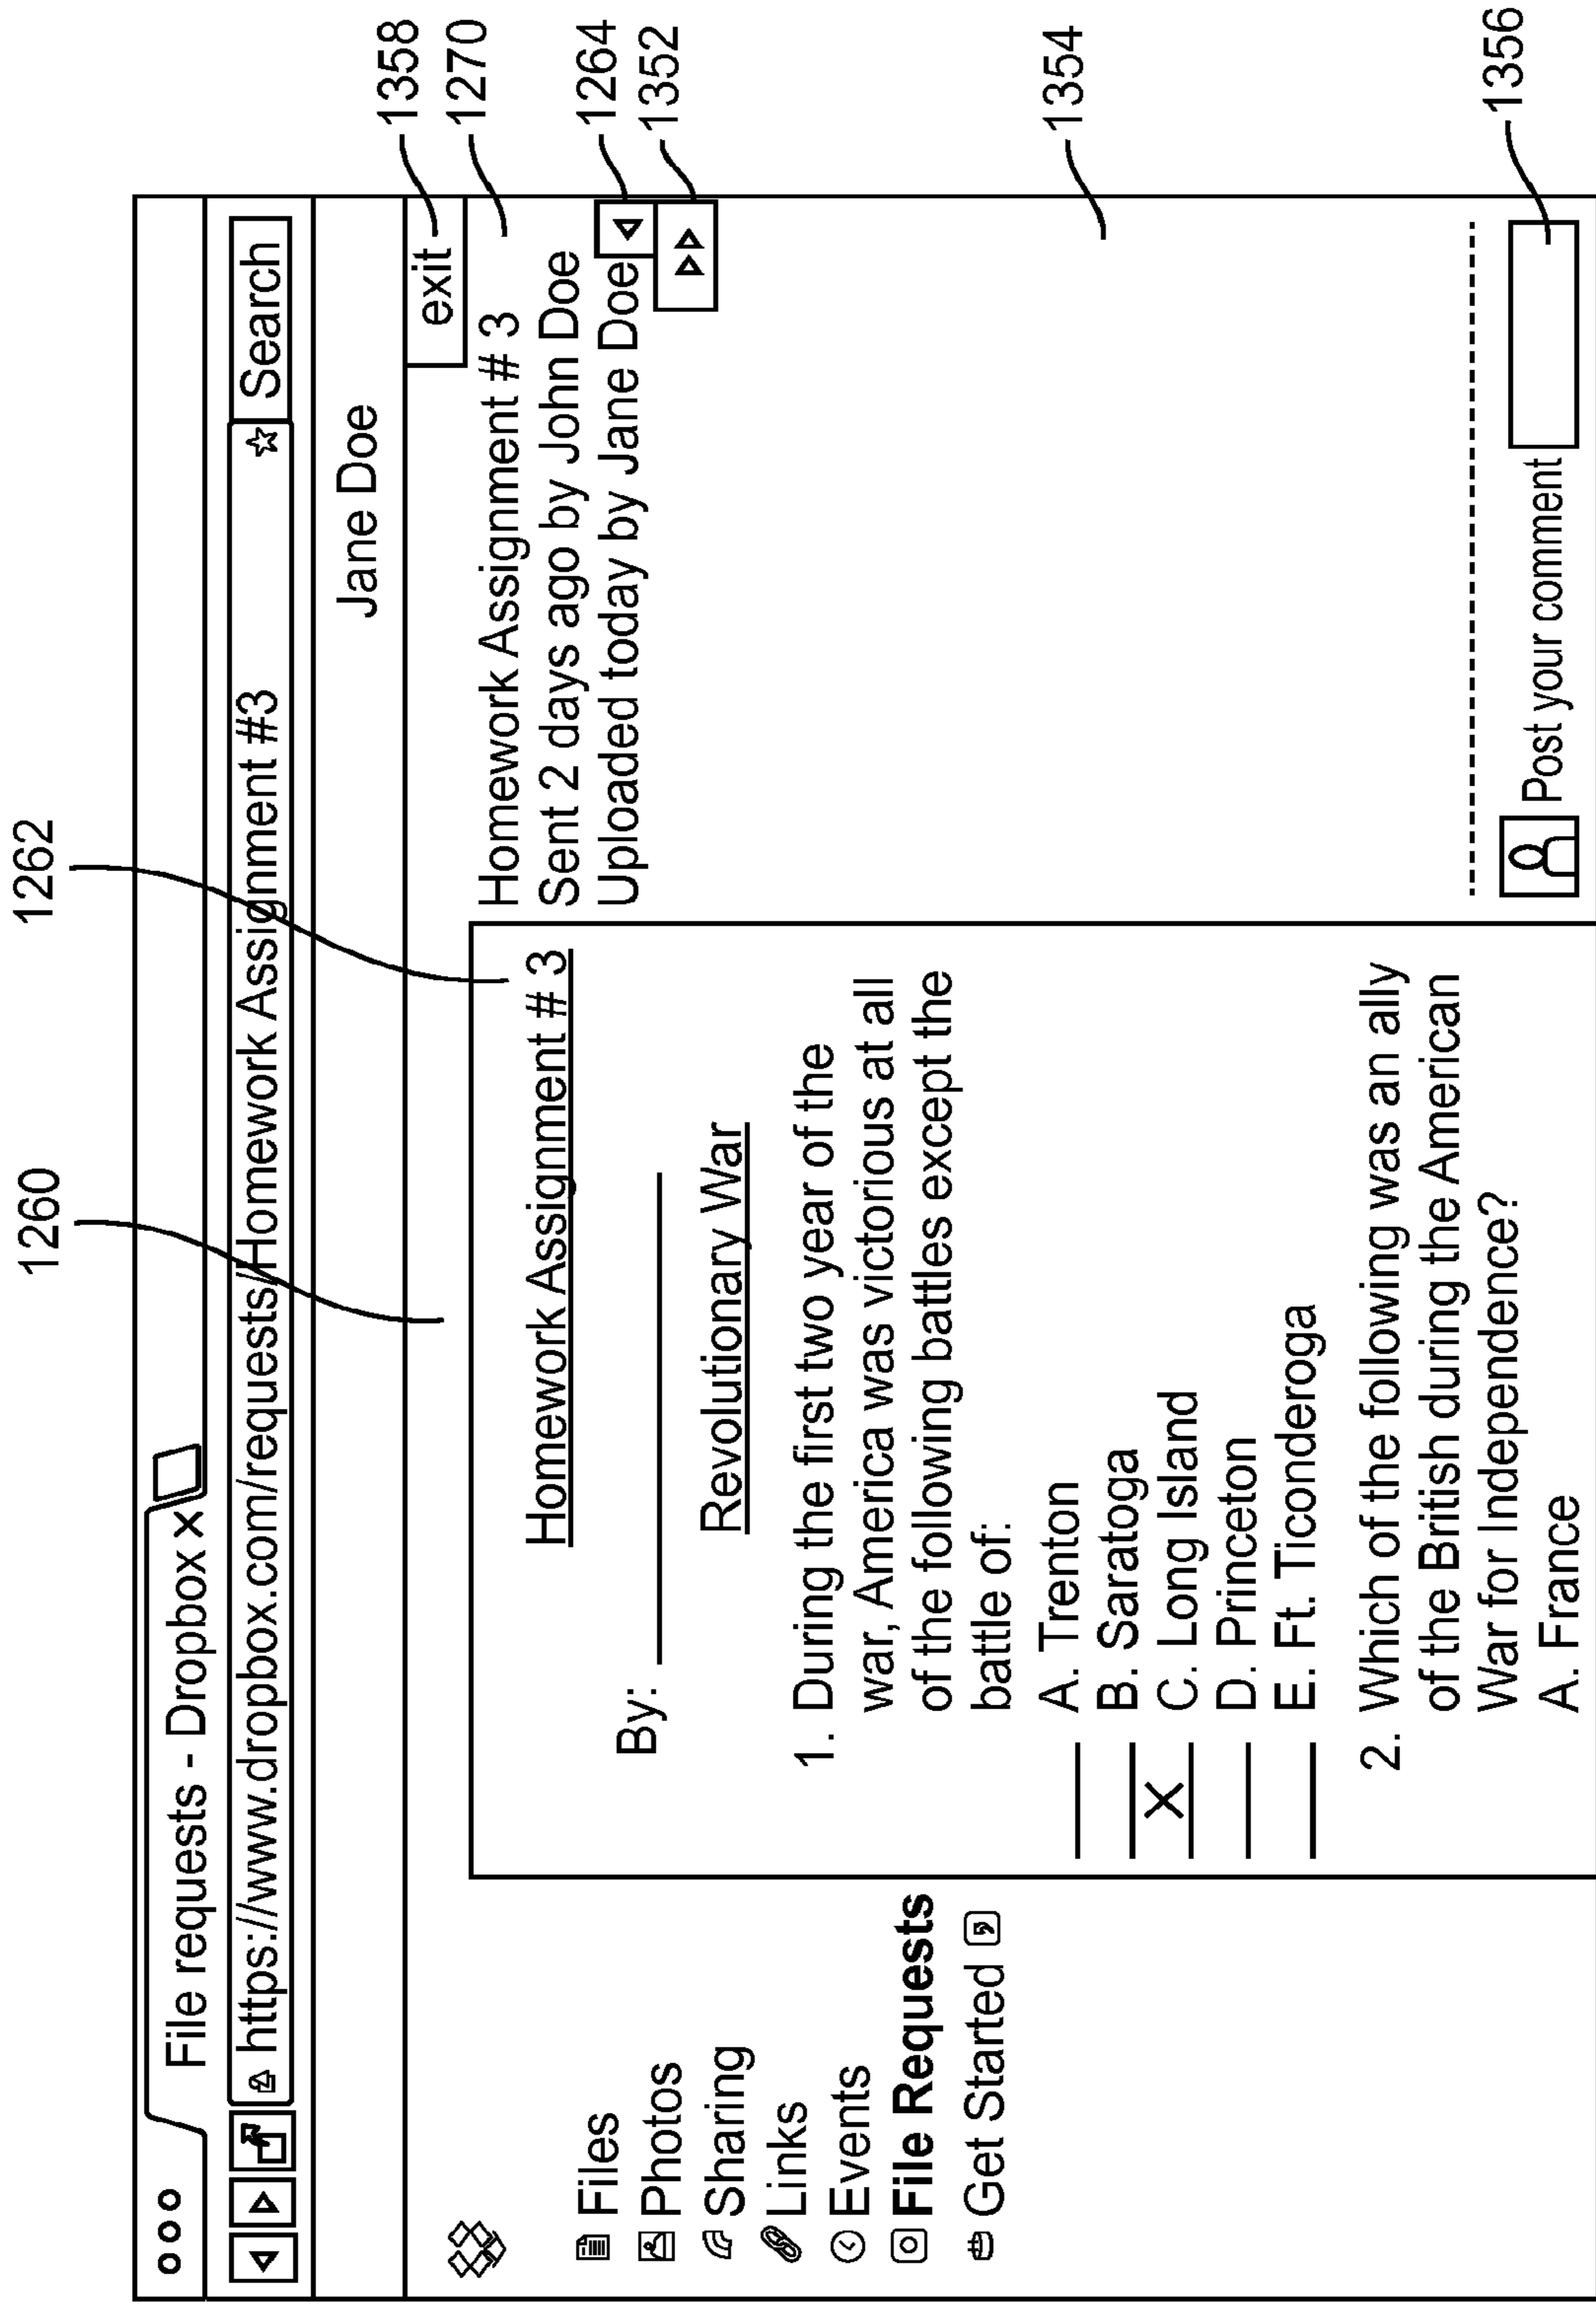 1260
1262
ooo
File requests - Dropbox X
https://www.dropbox.com/requests/Homework Assignment #3
Search
Jane Doe
exit
1358
Files
Photos
Sharing
Links
Events
File Requests
Get Started
Homework Assignment # 3
By:
Revolutionary War
1. During the first two year of the
war, America was victorious at all
of the following battles except the
battle of:
A. Trenton
B. Saratoga
X C. Long Island
D. Princeton
E. Ft. Ticonderoga
2. Which of the following was an ally
of the British during the American
War for Independence?
A. France
Homework Assignment # 3
1270
Sent 2 days ago by John Doe
Uploaded today by Jane Doe
1264
1352
1354
Post your comment
1356